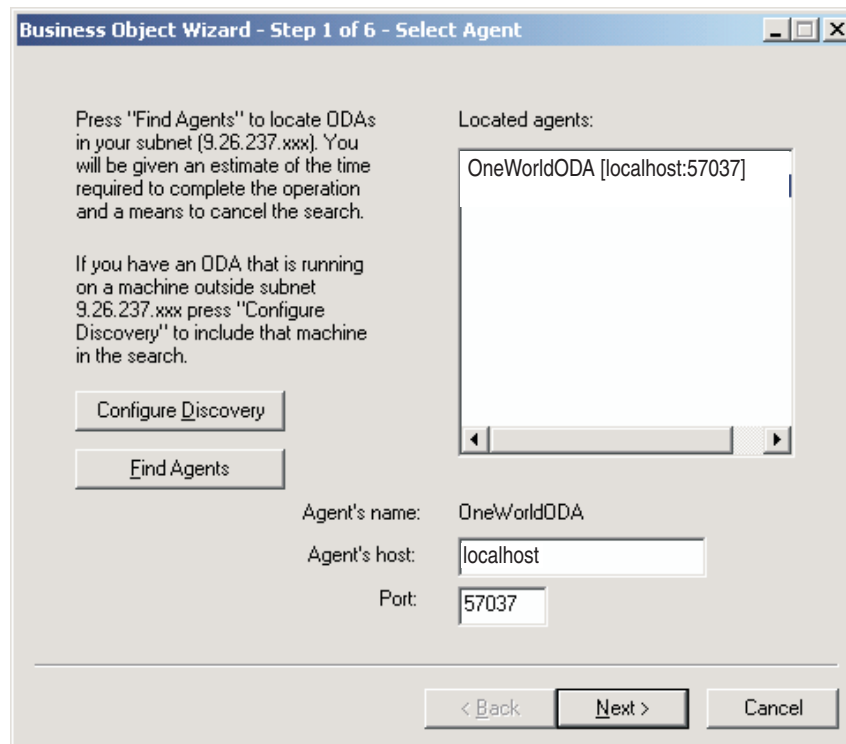 Business Object Wizard - Step 1 of 6 - Select Agent
Press "Find Agents" to locate ODAs
in your subnet (9.26.237.xxx). You
will be given an estimate of the time
required to complete the operation
and a means to cancel the search.
If you have an ODA that is running
on a machine outside subnet
9.26.237.xxx press "Configure
Discovery" to include that machine
in the search.
Configure Discovery
Find Agents
Located agents:
OneWorldODA [localhost:57037]
Agent's name: OneWorldODA
Agent's host: localhost
Port: 57037
< Back
Next >
Cancel